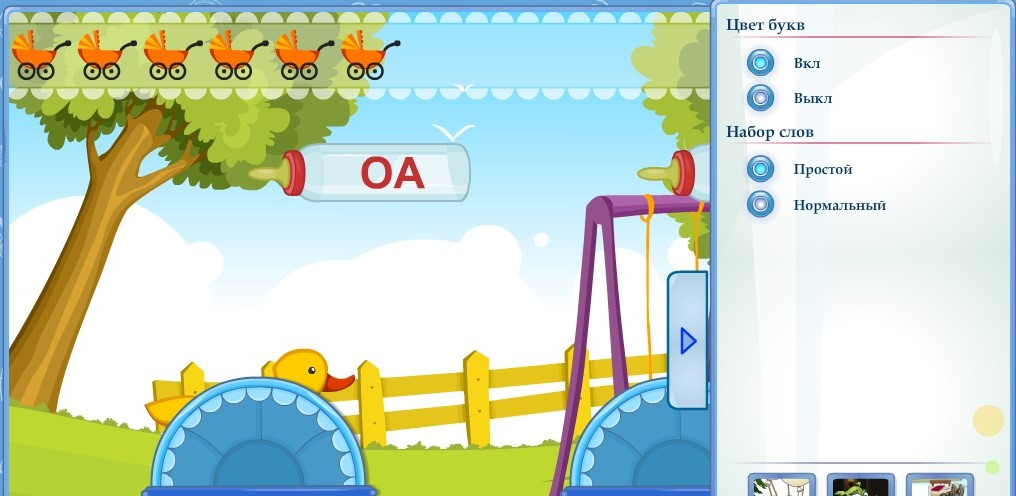 ОА
Цвет букв
Вкл
Выкл
Набор слов
Простой
Нормальный